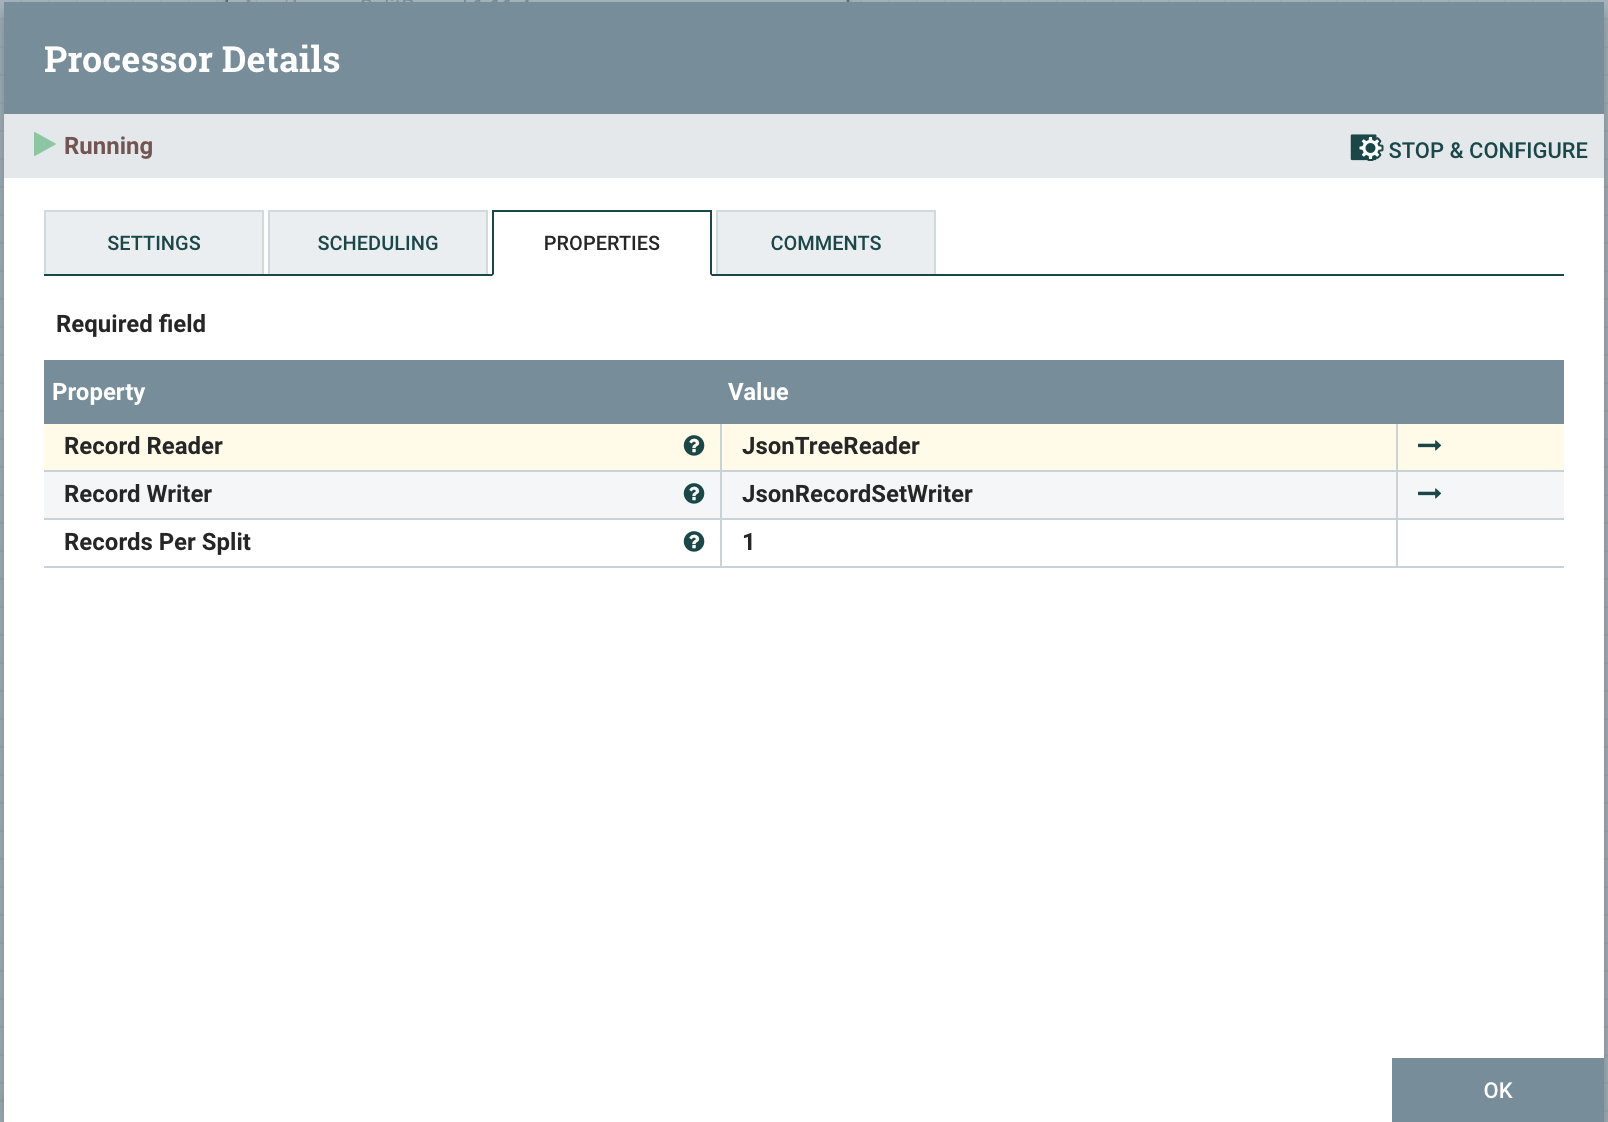 Processor Details
Running
STOP & CONFIGURE
SETTINGS SCHEDULING PROPERTIES COMMENTS
Required field
Property Value
Record Reader JsonTreeReader
Record Writer JsonRecordSetWriter
Records Per Split 1
OK